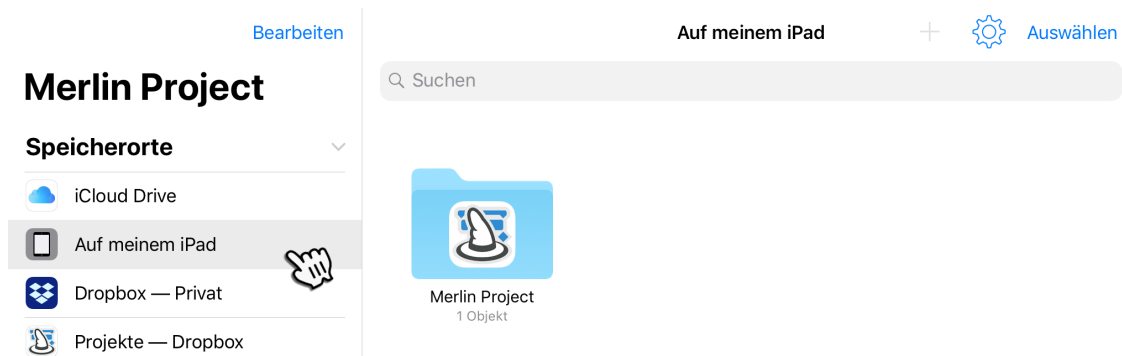 Bearbeiten
Merlin Project
Speicherorte
iCloud Drive
Auf meinem iPad
Dropbox — Privat
Projekte — Dropbox
Auf meinem iPad
Auswählen
Suchen
Merlin Project
1 Objekt